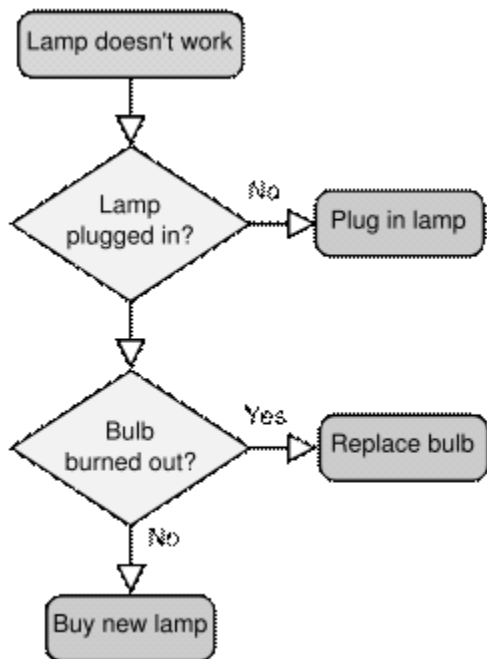 Lamp doesn't work
Lamp
plugged in?
No
Plug in lamp
Bulb
burned out?
Yes
Replace bulb
No
Buy new lamp